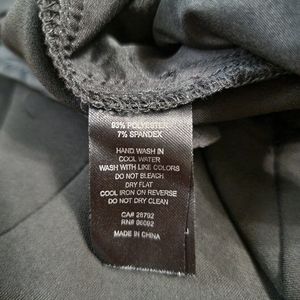 93% POLYESTER
7% SPANDEX
HAND WASH IN
COOL WATER
WASH WITH LIKE COLORS
DO NOT BLEACH
DRY FLAT
COOL IRON ON REVERSE
DO NOT DRY CLEAN
CA# 28792
RN# 96092
MADE IN CHINA